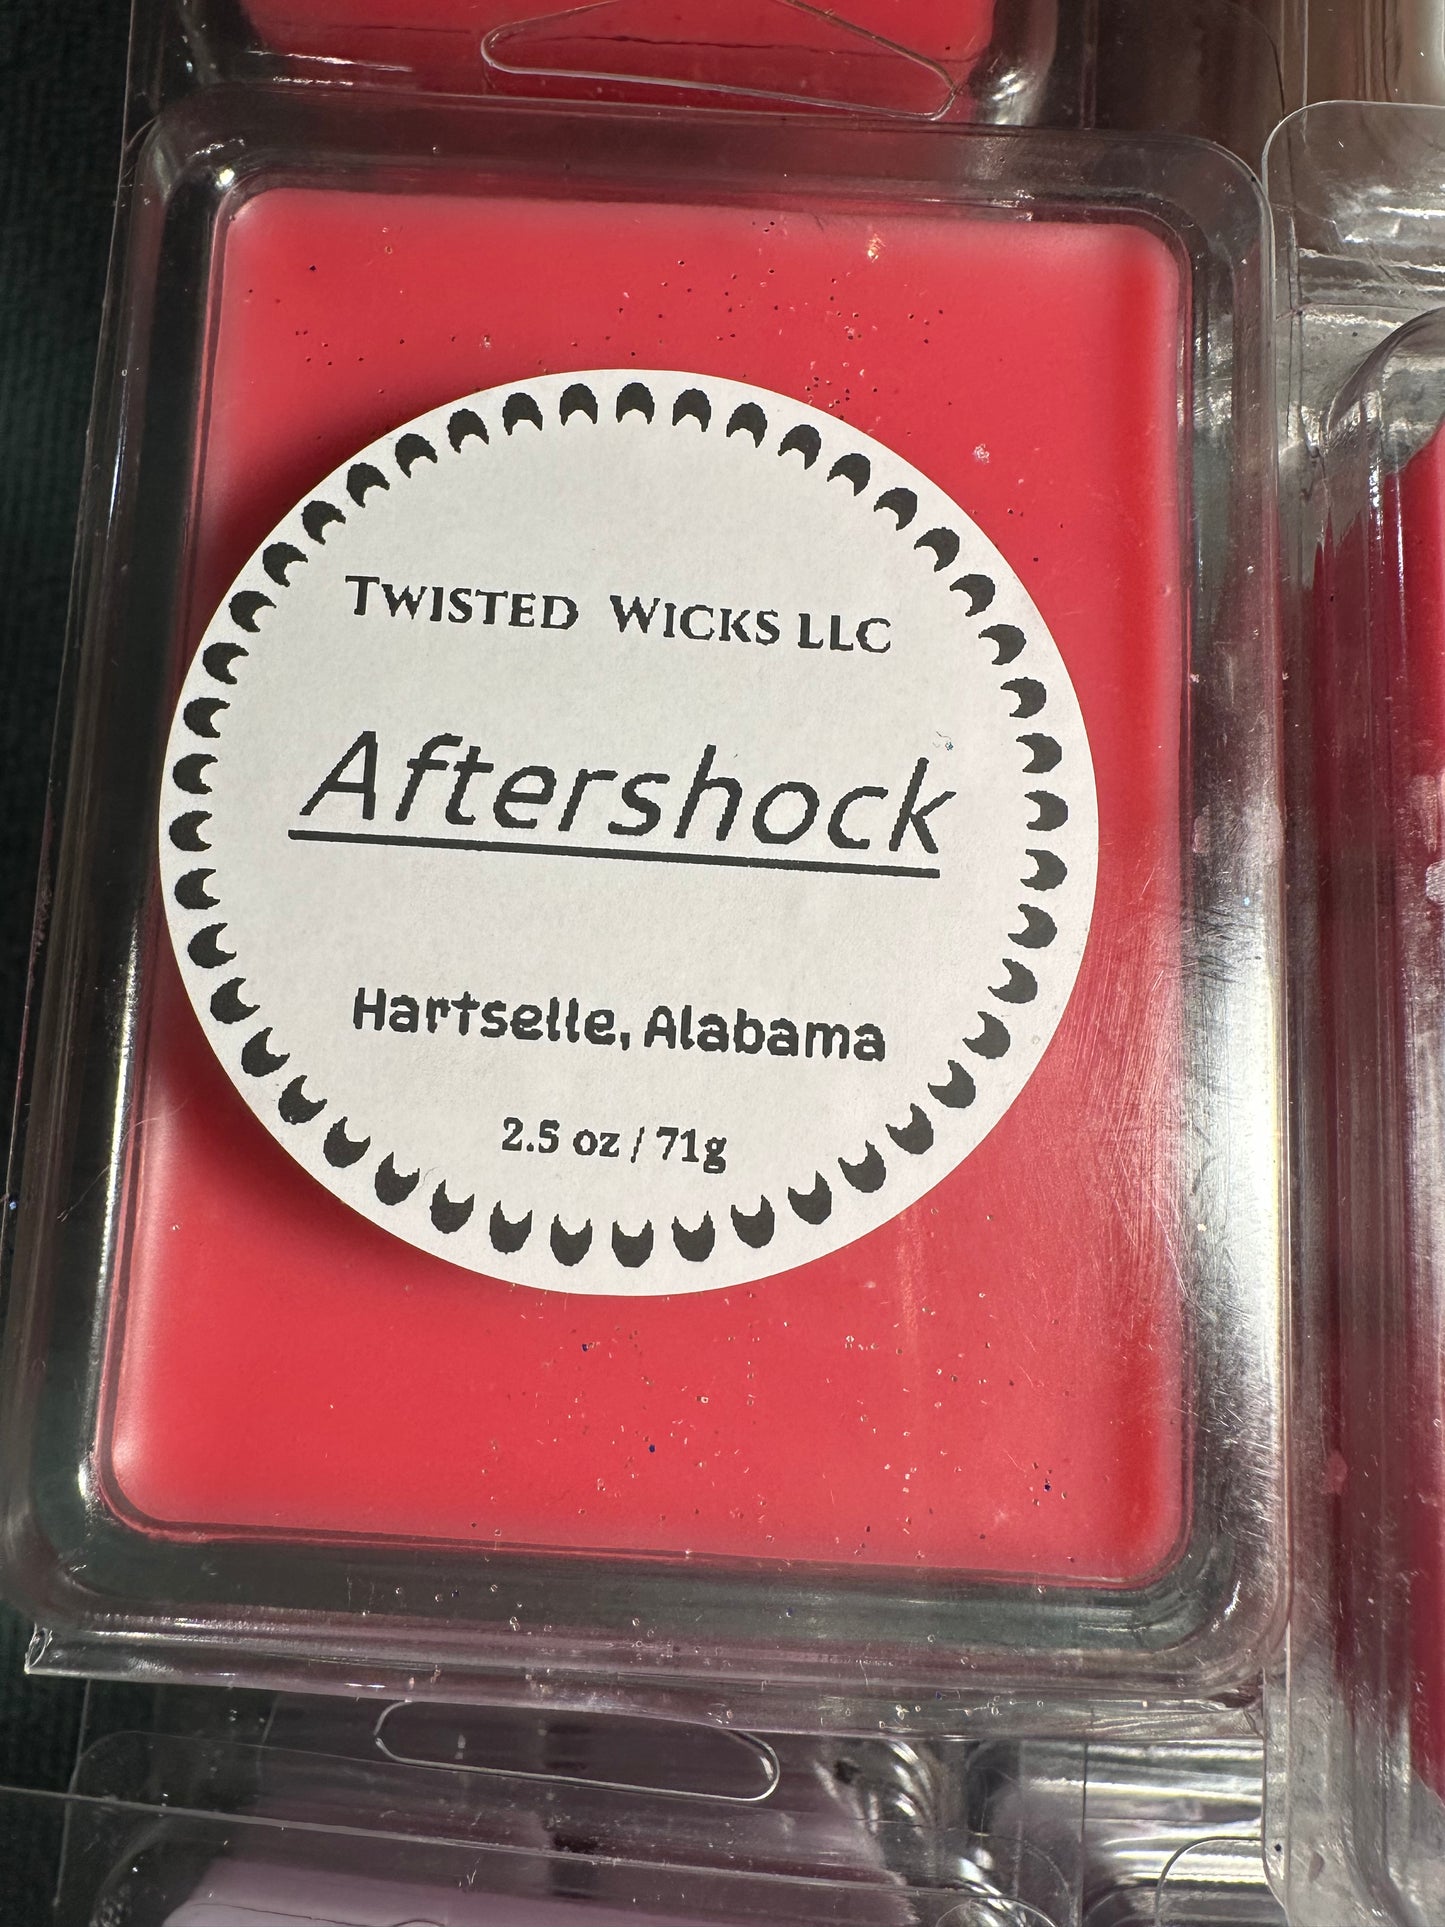 Twisted Wicks LLC
Aftershock
Hartselle, Alabama
2.5 oz / 71g